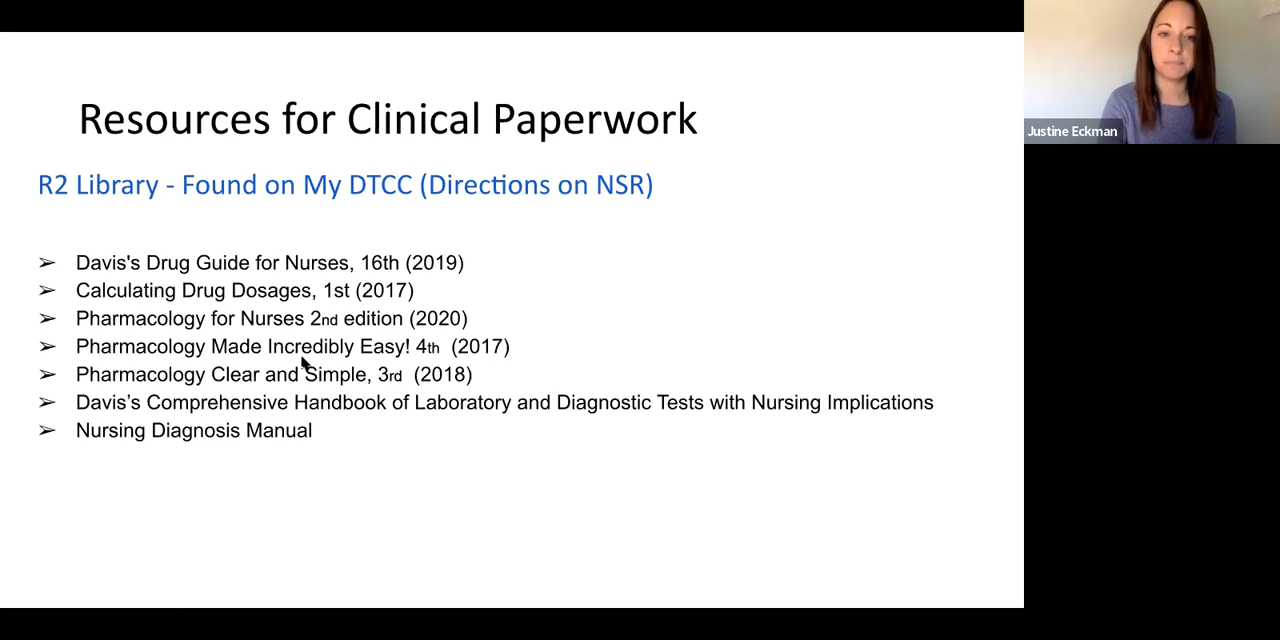 Resources for Clinical Paperwork
R2 Library - Found on My DTCC (Directions on NSR)
➢ Davis's Drug Guide for Nurses, 16th (2019)
➢ Calculating Drug Dosages, 1st (2017)
➢ Pharmacology for Nurses 2nd edition (2020)
➢ Pharmacology Made Incredibly Easy! 4th (2017)
➢ Pharmacology Clear and Simple, 3rd (2018)
➢ Davis’s Comprehensive Handbook of Laboratory and Diagnostic Tests with Nursing Implications
➢ Nursing Diagnosis Manual
Justine Eckman